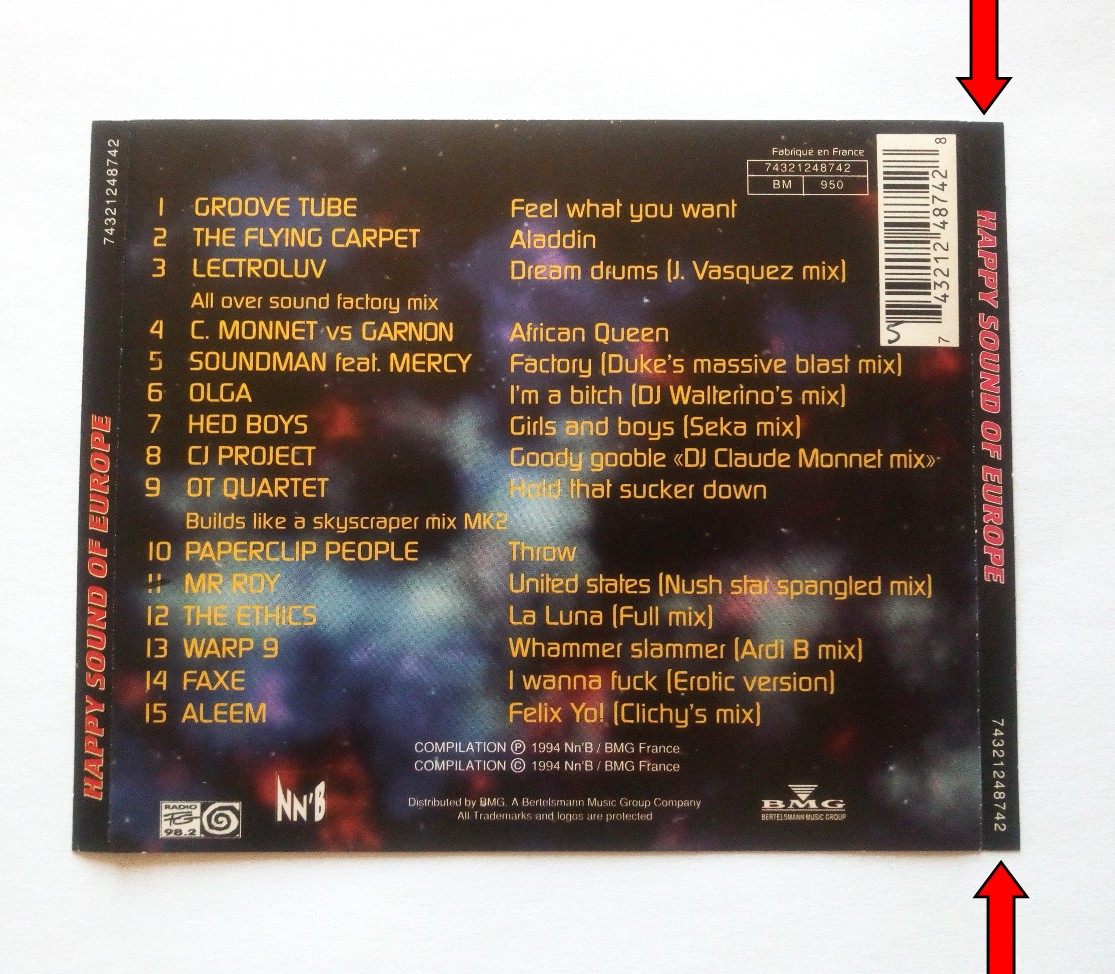 74321248742
HAPPY SOUND OF EUROPE
Fabriqué en France
74321248742
BM 950
8
7 43212 48742
5
1 GROOVE TUBE Feel what you want
2 THE FLYING CARPET Aladdin
3 LECTROLUV Dream drums (J. Vasquez mix)
All over sound factory mix
4 C. MONNET vs GARNON African Queen
5 SOUNDMAN feat. MERCY Factory (Duke's massive blast mix)
6 OLGA I'm a bitch (DJ Walterino's mix)
7 HED BOYS Girls and boys (Seka mix)
8 CJ PROJECT Goody gooble «DJ Claude Monnet mix»
9 OT QUARTET Hold that sucker down
Builds like a skyscraper mix MK2
10 PAPERCLIP PEOPLE Throw
11 MR ROY United states (Nush star spangled mix)
12 THE ETHICS La Luna (Full mix)
13 WARP 9 Whammer slammer (Ardi B mix)
14 FAXE I wanna fuck (Erotic version)
15 ALEEM Felix Yo! (Clichy's mix)
COMPILATION ℗ 1994 Nn'B / BMG France
COMPILATION © 1994 Nn'B / BMG France
RADIO
FG
98.2
NN'B
Distributed by BMG. A Bertelsmann Music Group Company
All Trademarks and logos are protected
BMG
BERTELSMANN MUSIC GROUP
HAPPY SOUND OF EUROPE
74321248742